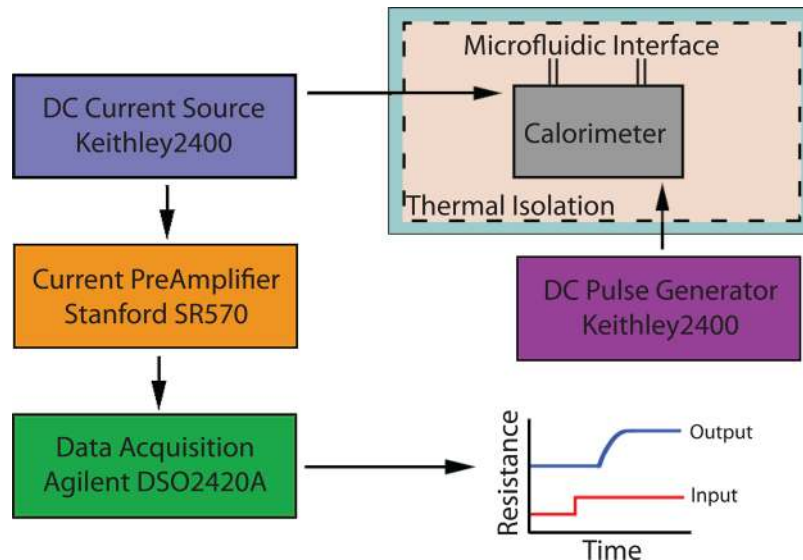 DC Current Source
Keithley2400
Microfluidic Interface
Calorimeter
Thermal Isolation
Current PreAmplifier
Stanford SR570
DC Pulse Generator
Keithley2400
Data Acquisition
Agilent DSO2420A
Resistance
Output
Input
Time